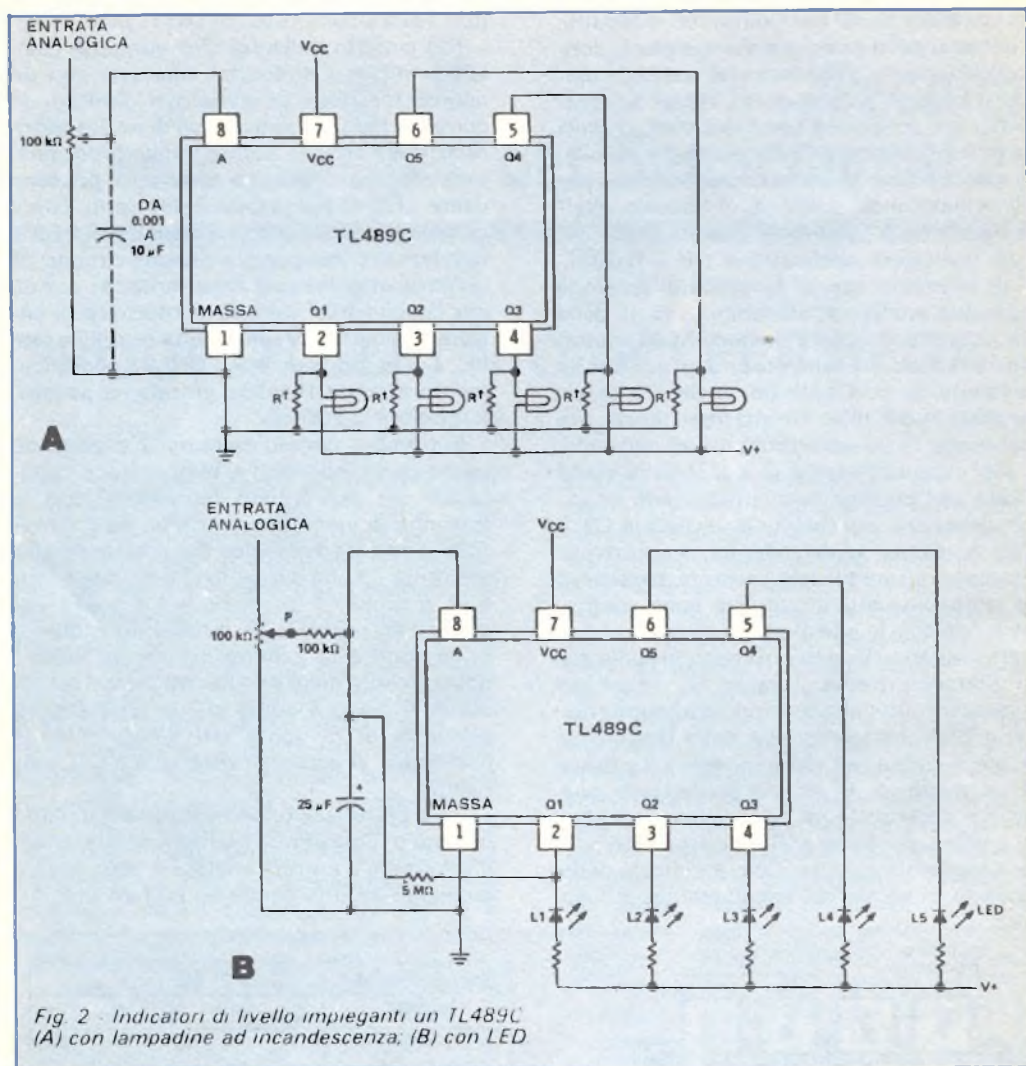 ENTRATA
ANALOGICA
VCC
100 kΩ
8
7
6
5
A
VCC
Q5
Q4
DA
0.001
A
10 µF
TL489C
MASSA
Q1
Q2
Q3
1
2
3
4
R†
R†
R†
R†
R†
A
V+
ENTRATA
ANALOGICA
VCC
100 kΩ
P
100 kΩ
8
7
6
5
A
VCC
Q5
Q4
TL489C
25 µF
+
MASSA
Q1
Q2
Q3
1
2
3
4
5 MΩ
L1
L2
L3
L4
L5
LED
B
V+
Fig. 2 - Indicatori di livello impieganti un TL489C
(A) con lampadine ad incandescenza; (B) con LED